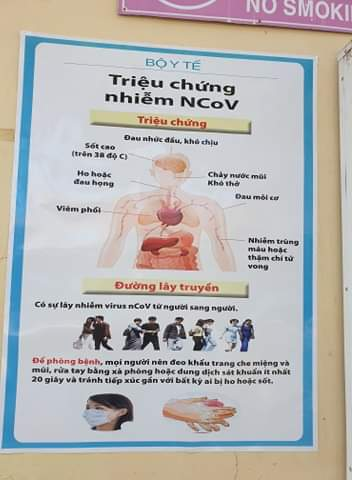 NO SMOKI
BỘ Y TẾ
Triệu chứng
nhiễm NCoV
Triệu chứng
Đau nhức đầu, khó chịu
Sốt cao
(trên 38 độ C)
Ho hoặc
đau họng
Chảy nước mũi
Khó thở
Đau mỏi cơ
Viêm phổi
Nhiễm trùng
máu hoặc
thậm chí tử
vong
Đường lây truyền
Có sự lây nhiễm virus nCoV từ người sang người.
Để phòng bệnh, mọi người nên đeo khẩu trang che miệng và
mũi, rửa tay bằng xà phòng hoặc dung dịch sát khuẩn ít nhất
20 giây và tránh tiếp xúc gần với bất kỳ ai bị ho hoặc sốt.